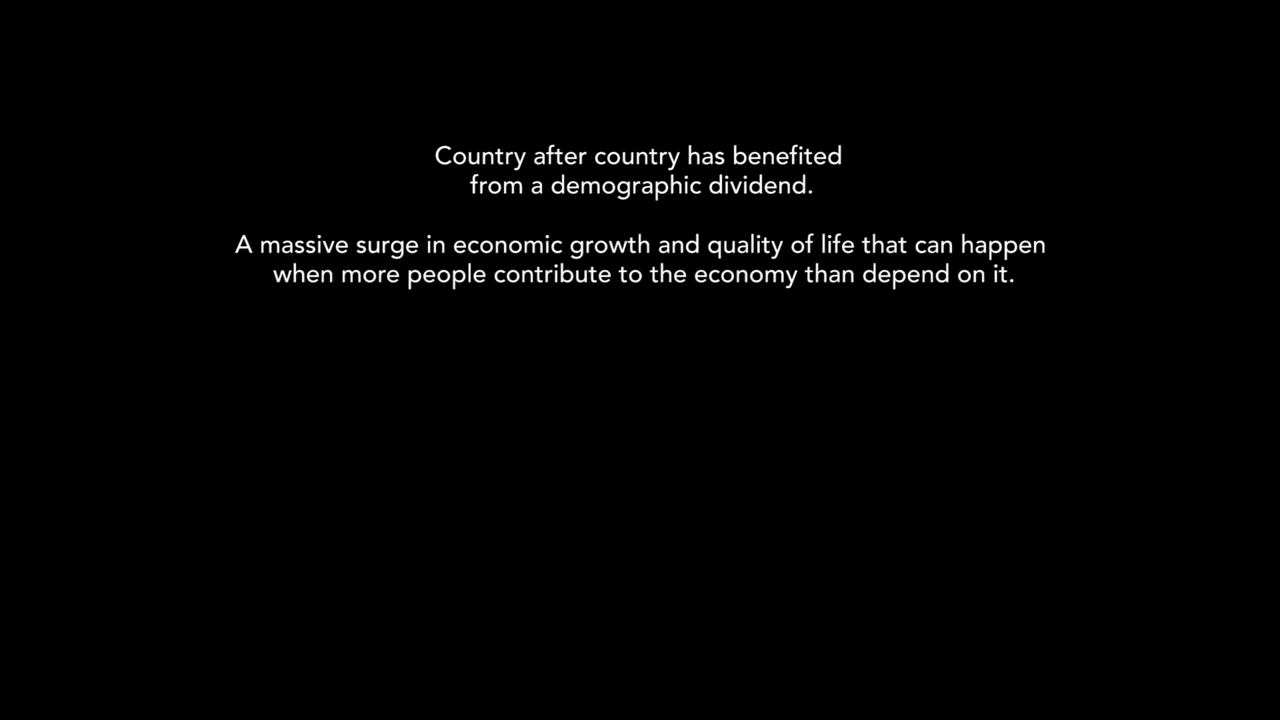 Country after country has benefited
from a demographic dividend.
A massive surge in economic growth and quality of life that can happen
when more people contribute to the economy than depend on it.